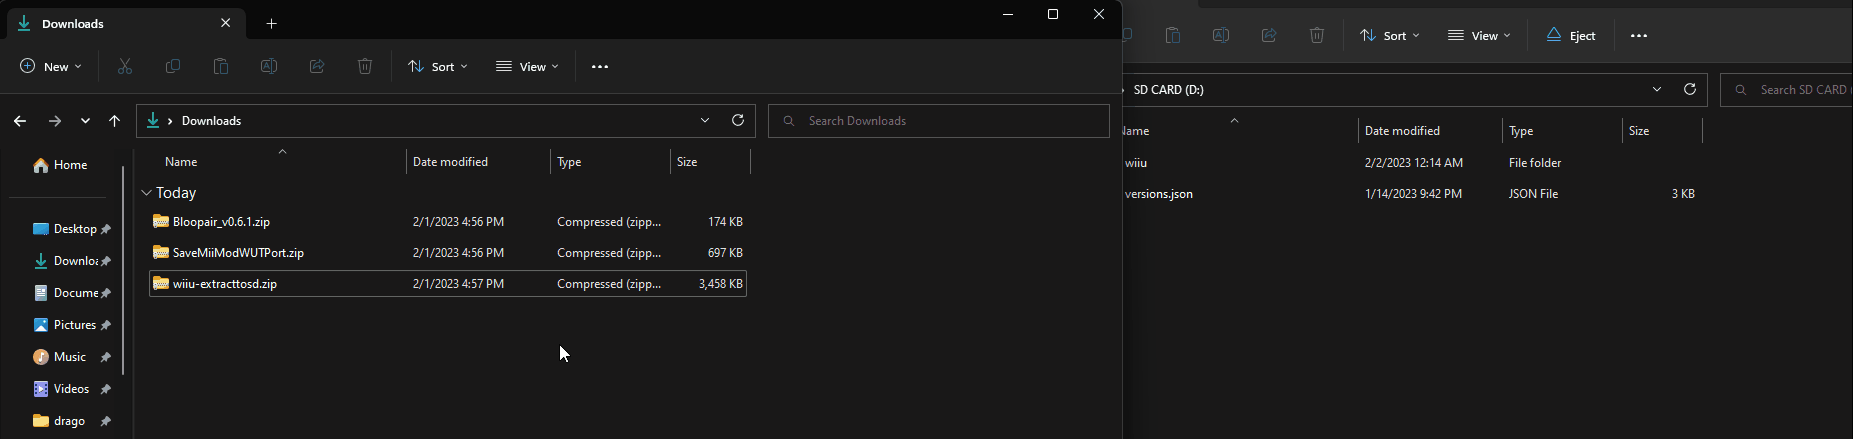 Downloads
New
Sort
View
Downloads
Search Downloads
Home
Desktop
Downloa
Docume
Pictures
Music
Videos
drago
Name Date modified Type Size
Today
Bloopair_v0.6.1.zip 2/1/2023 4:56 PM Compressed (zipp... 174 KB
SaveMiiModWUTPort.zip 2/1/2023 4:56 PM Compressed (zipp... 697 KB
wiiu-extracttosd.zip 2/1/2023 4:57 PM Compressed (zipp... 3,458 KB
Sort
View
Eject
SD CARD (D:)
Search SD CARD
Name Date modified Type Size
wiiu 2/2/2023 12:14 AM File folder
versions.json 1/14/2023 9:42 PM JSON File 3 KB